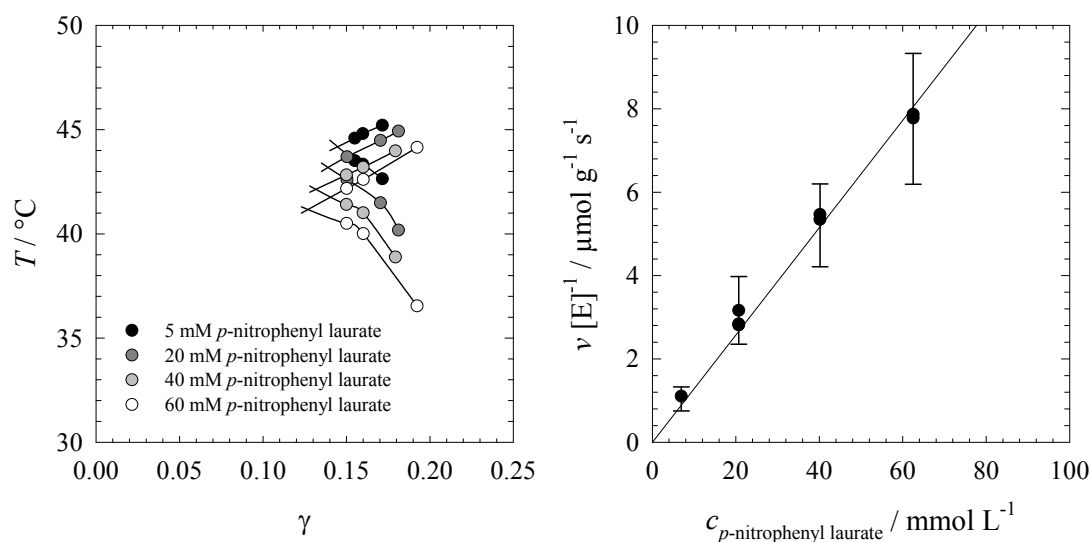 50
45
40
35
30
T / °C
5 mM p-nitrophenyl laurate
20 mM p-nitrophenyl laurate
40 mM p-nitrophenyl laurate
60 mM p-nitrophenyl laurate
0.00 0.05 0.10 0.15 0.20 0.25
γ
10
8
6
4
2
0
v [E]⁻¹ / µmol g⁻¹ s⁻¹
0 20 40 60 80 100
c p-nitrophenyl laurate / mmol L⁻¹